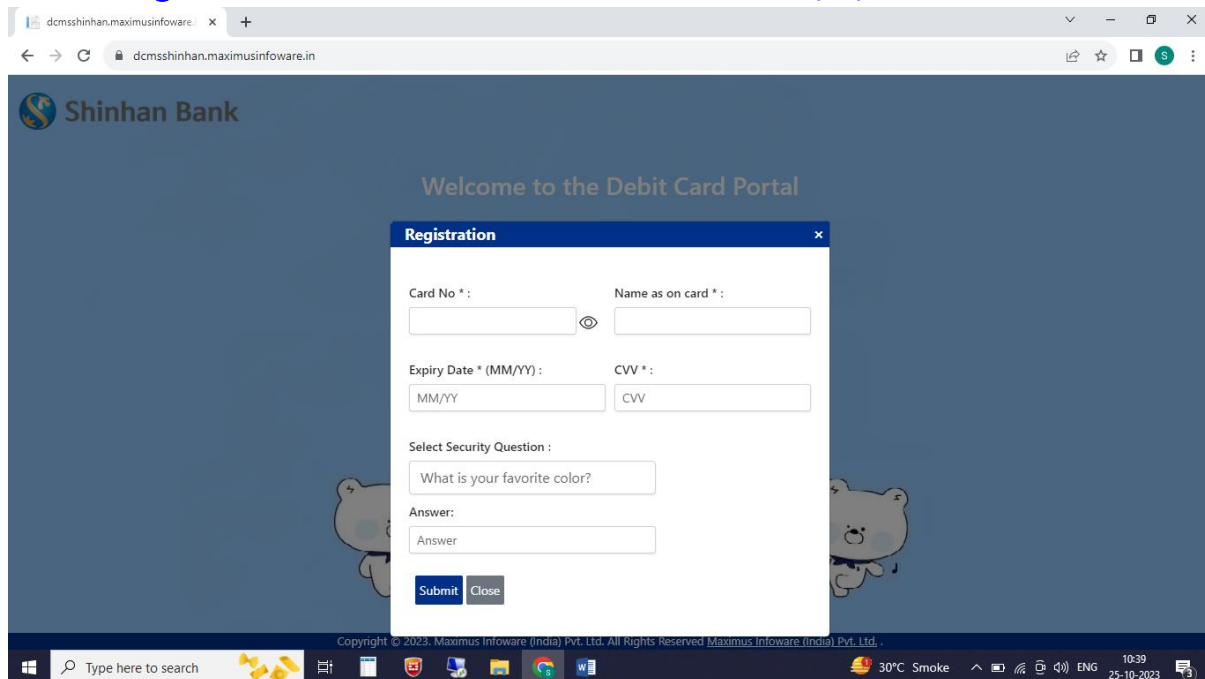 dcmsshinhan.maximusinfoware.
dcmsshinhan.maximusinfoware.in
S
Shinhan Bank
Welcome to the Debit Card Portal
Registration
Card No * :
Name as on card * :
Expiry Date * (MM/YY) :
CVV * :
MM/YY
CVV
Select Security Question :
What is your favorite color?
Answer:
Answer
Submit Close
Copyright © 2023. Maximus Infoware (India) Pvt. Ltd. All Rights Reserved Maximus Infoware (India) Pvt. Ltd. .
Type here to search
30°C Smoke
ENG
10:39
25-10-2023
3